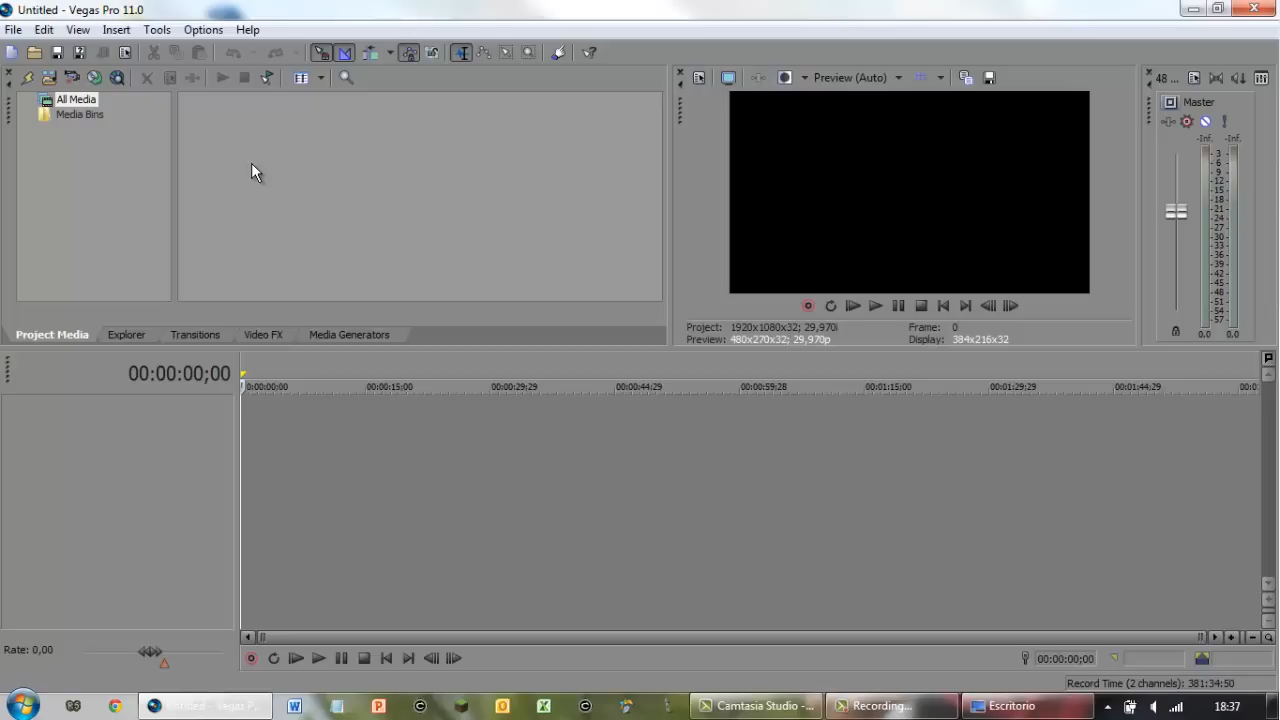 Untitled - Vegas Pro 11.0
File Edit View Insert Tools Options Help
Preview (Auto)
48 ...
All Media
Media Bins
Master
-Inf. -Inf.
3
6
9
12
15
18
21
24
27
30
33
36
39
42
45
48
51
54
57
0.0 0.0
Project: 1920x1080x32; 29,970i
Frame: 0
Preview: 480x270x32; 29,970p
Display: 384x216x32
Project Media Explorer Transitions Video FX Media Generators
00:00:00;00
0:00:00;00 00:00:15;00 00:00:29;29 00:00:44;29 00:00:59;28 00:01:15;00 00:01:29;29 00:01:44;29 00:0
Rate: 0,00
00:00:00;00
Record Time (2 channels): 381:34:50
Untitled - Vegas P...
Camtasia Studio -...
Recording...
Escritorio
18:37